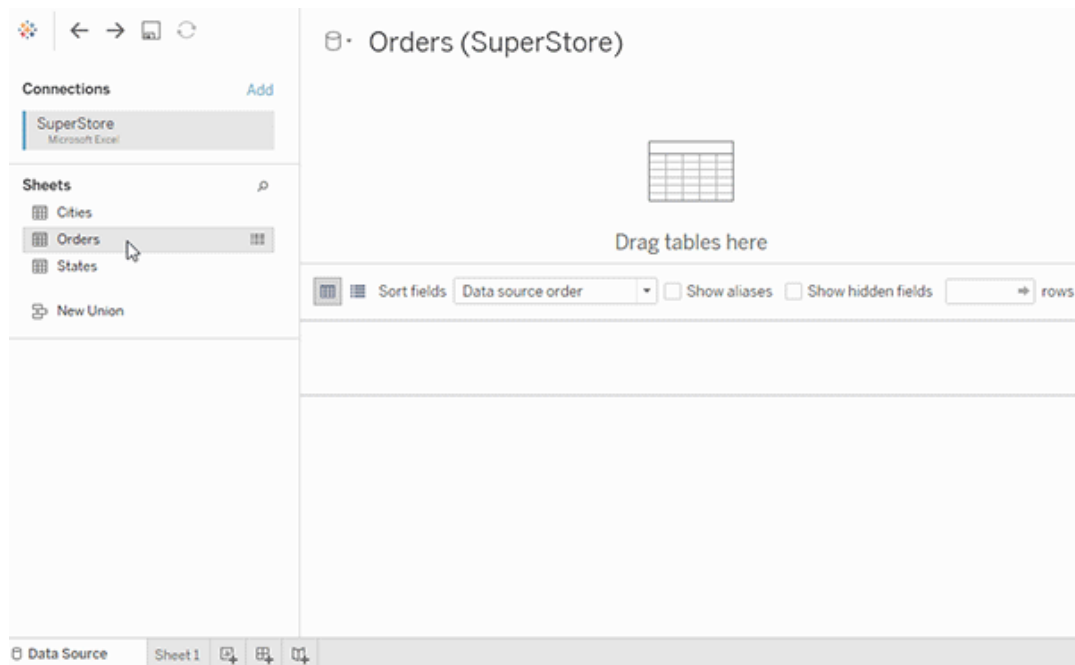 Connections Add
SuperStore
Microsoft Excel
Sheets
Cities
Orders
States
New Union
Orders (SuperStore)
Drag tables here
Sort fields Data source order Show aliases Show hidden fields rows
Data Source Sheet 1